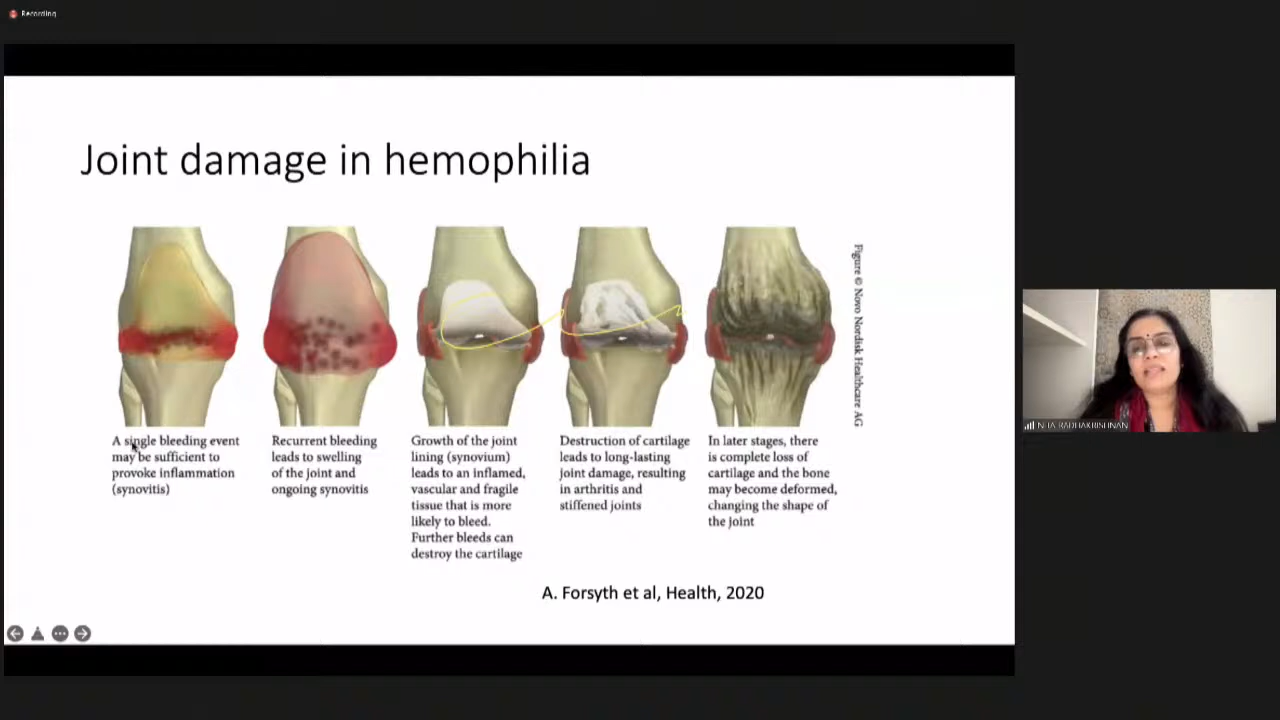 Recording
Joint damage in hemophilia
A single bleeding event
may be sufficient to
provoke inflammation
(synovitis)
Recurrent bleeding
leads to swelling
of the joint and
ongoing synovitis
Growth of the joint
lining (synovium)
leads to an inflamed,
vascular and fragile
tissue that is more
likely to bleed.
Further bleeds can
destroy the cartilage
Destruction of cartilage
leads to long-lasting
joint damage, resulting
in arthritis and
stiffened joints
In later stages, there
is complete loss of
cartilage and the bone
may become deformed,
changing the shape of
the joint
Figure © Novo Nordisk Healthcare AG
A. Forsyth et al, Health, 2020
RADHAKRISHNAN